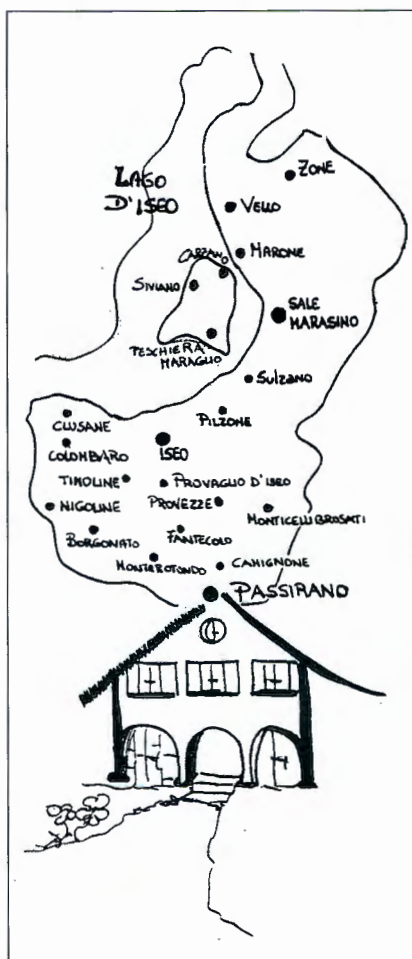 ZONE
LAGO
D'ISEO
VELLO
MARONE
CARZANO
SIVIANO
SALE
MARASINO
PESCHIERA
MARAGLIO
SULZANO
PILZONE
CLUSANE
COLOMBARO
ISEO
TIMOLINE
PROVAGLIO D'ISEO
NIGOLINE
PROVEZZE
MONTICELLI BRUSATI
BORGONATO
FANTECOLO
MONTEROTONDO
CAMIGNONE
PASSIRANO